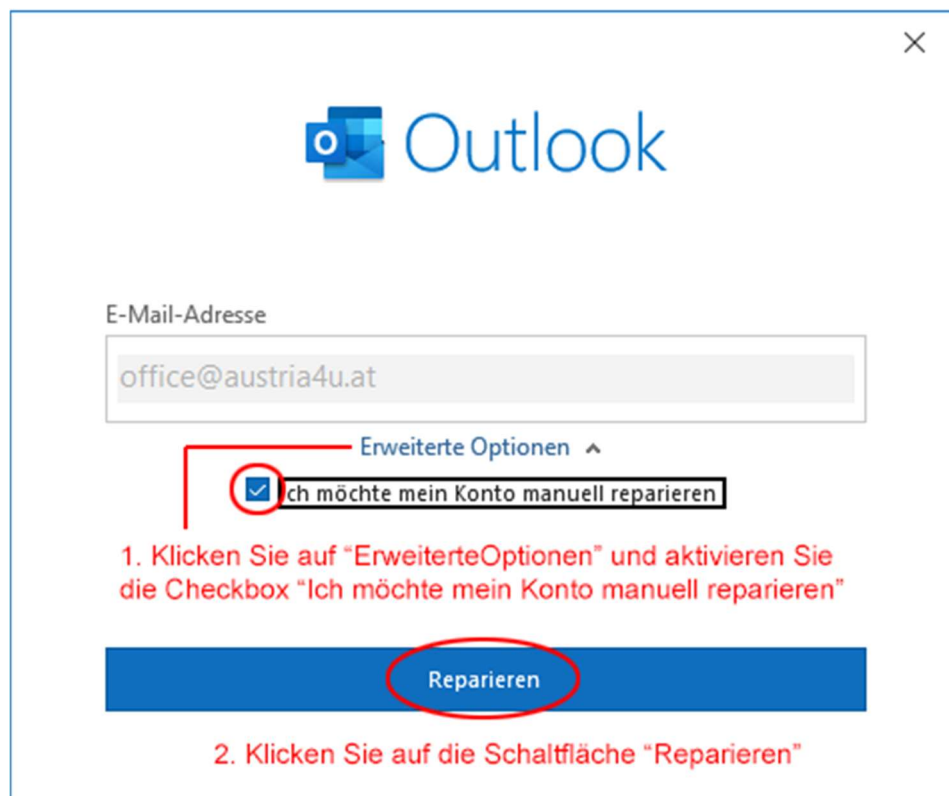 Outlook
E-Mail-Adresse
office@austria4u.at
Erweiterte Optionen
Ich möchte mein Konto manuell reparieren
1. Klicken Sie auf “ErweiterteOptionen” und aktivieren Sie
die Checkbox “Ich möchte mein Konto manuell reparieren”
Reparieren
2. Klicken Sie auf die Schaltfläche “Reparieren”